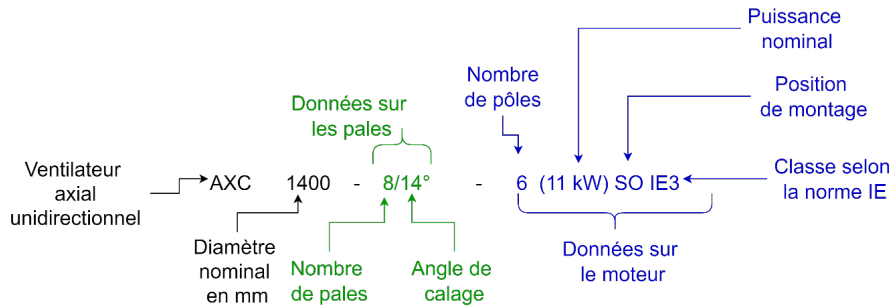 Puissance
nominal
Nombre
de pôles
Position
de montage
Données sur
les pales
Ventilateur
axial
unidirectionnel
AXC 1400 - 8/14° - 6 (11 kW) SO IE3
Classe selon
la norme IE
Diamètre
nominal
en mm
Nombre
de pales
Angle de
calage
Données sur
le moteur